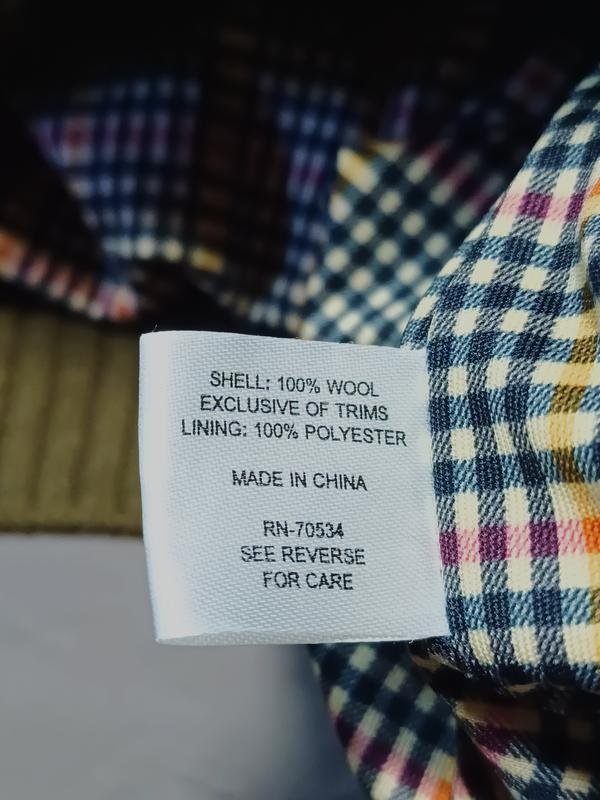 SHELL: 100% WOOL
EXCLUSIVE OF TRIMS
LINING: 100% POLYESTER
MADE IN CHINA
RN-70534
SEE REVERSE
FOR CARE